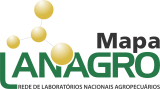 Mapa
LANAGRO
REDE DE LABORATÓRIOS NACIONAIS AGROPECUÁRIOS